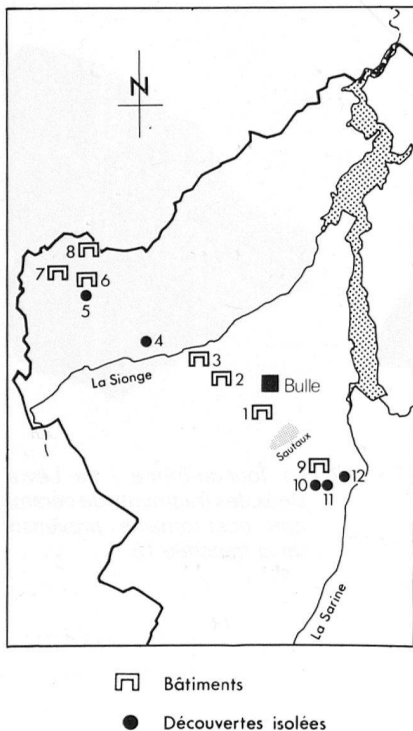 N
8
7
6
5
4
La Sionge
3
2
Bulle
1
Sautaux
9
12
10
11
La Sarine
Bâtiments
Découvertes isolées